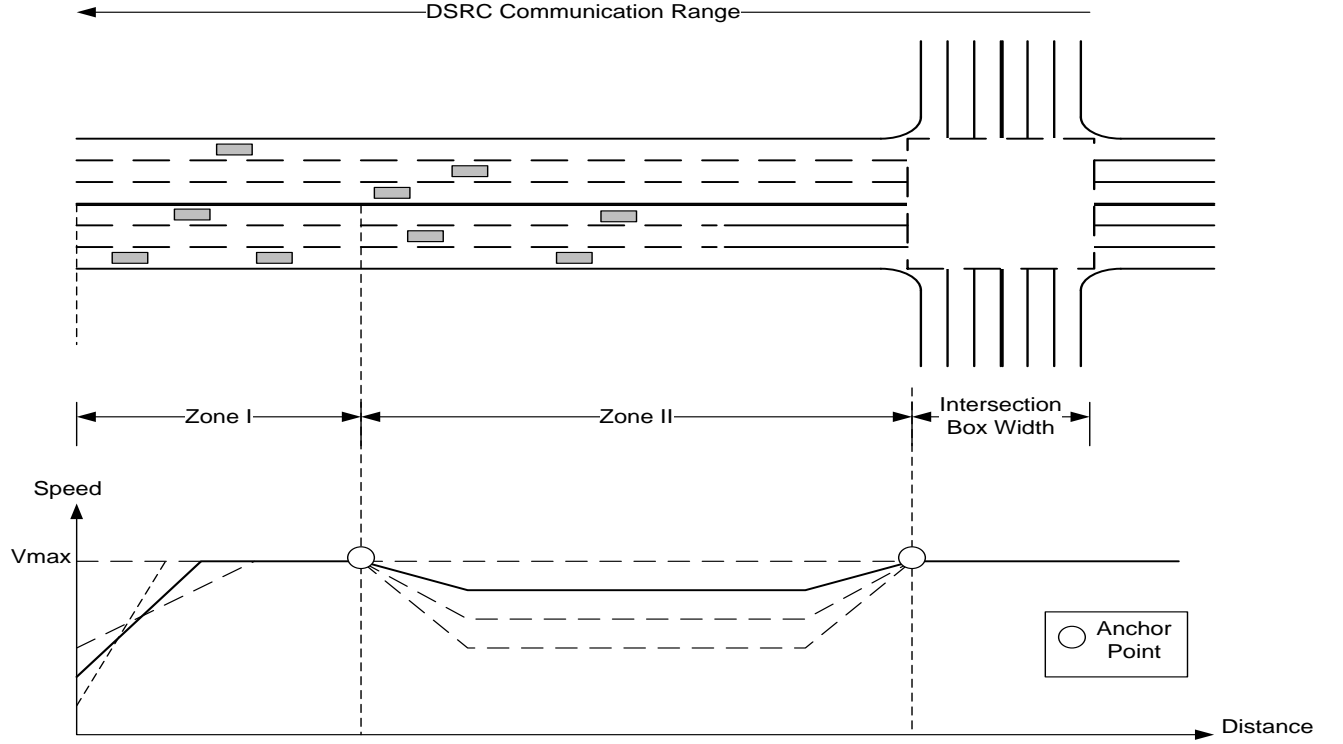 DSRC Communication Range
Zone I
Zone II
Intersection
Box Width
Speed
Vmax
Anchor
Point
Distance